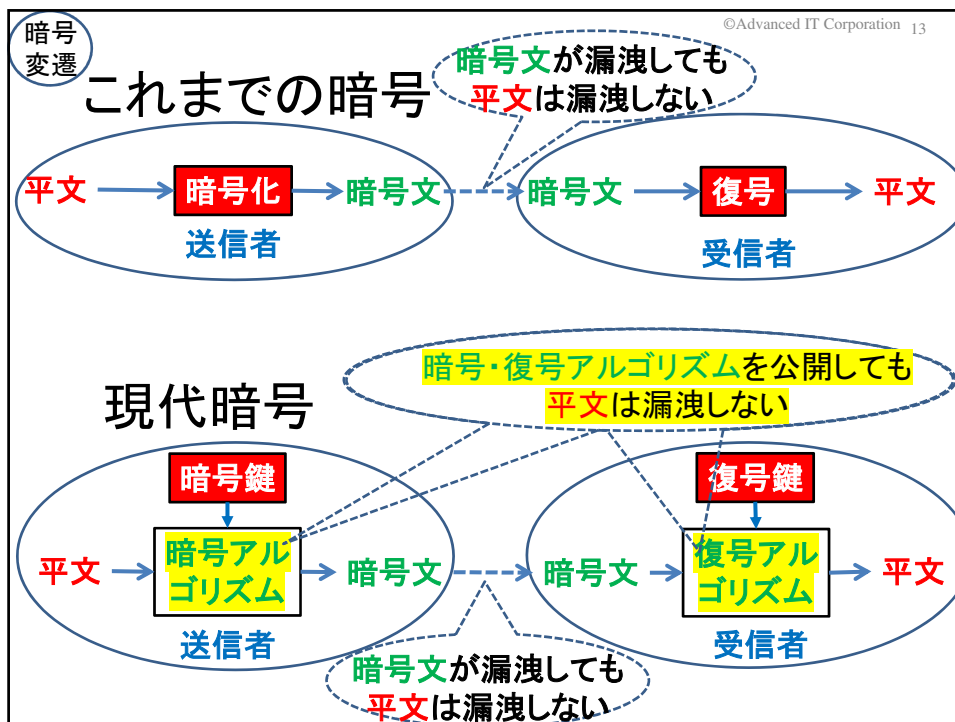 ©Advanced IT Corporation 13
暗号
変遷
これまでの暗号
暗号文が漏洩しても
平文は漏洩しない
平文 暗号化 暗号文 暗号文 復号 平文
送信者 受信者
暗号・復号アルゴリズムを公開しても
平文は漏洩しない
現代暗号
暗号鍵 復号鍵
平文 暗号アル 暗号文 暗号文 復号アル 平文
ゴリズム ゴリズム
送信者 受信者
暗号文が漏洩しても
平文は漏洩しない